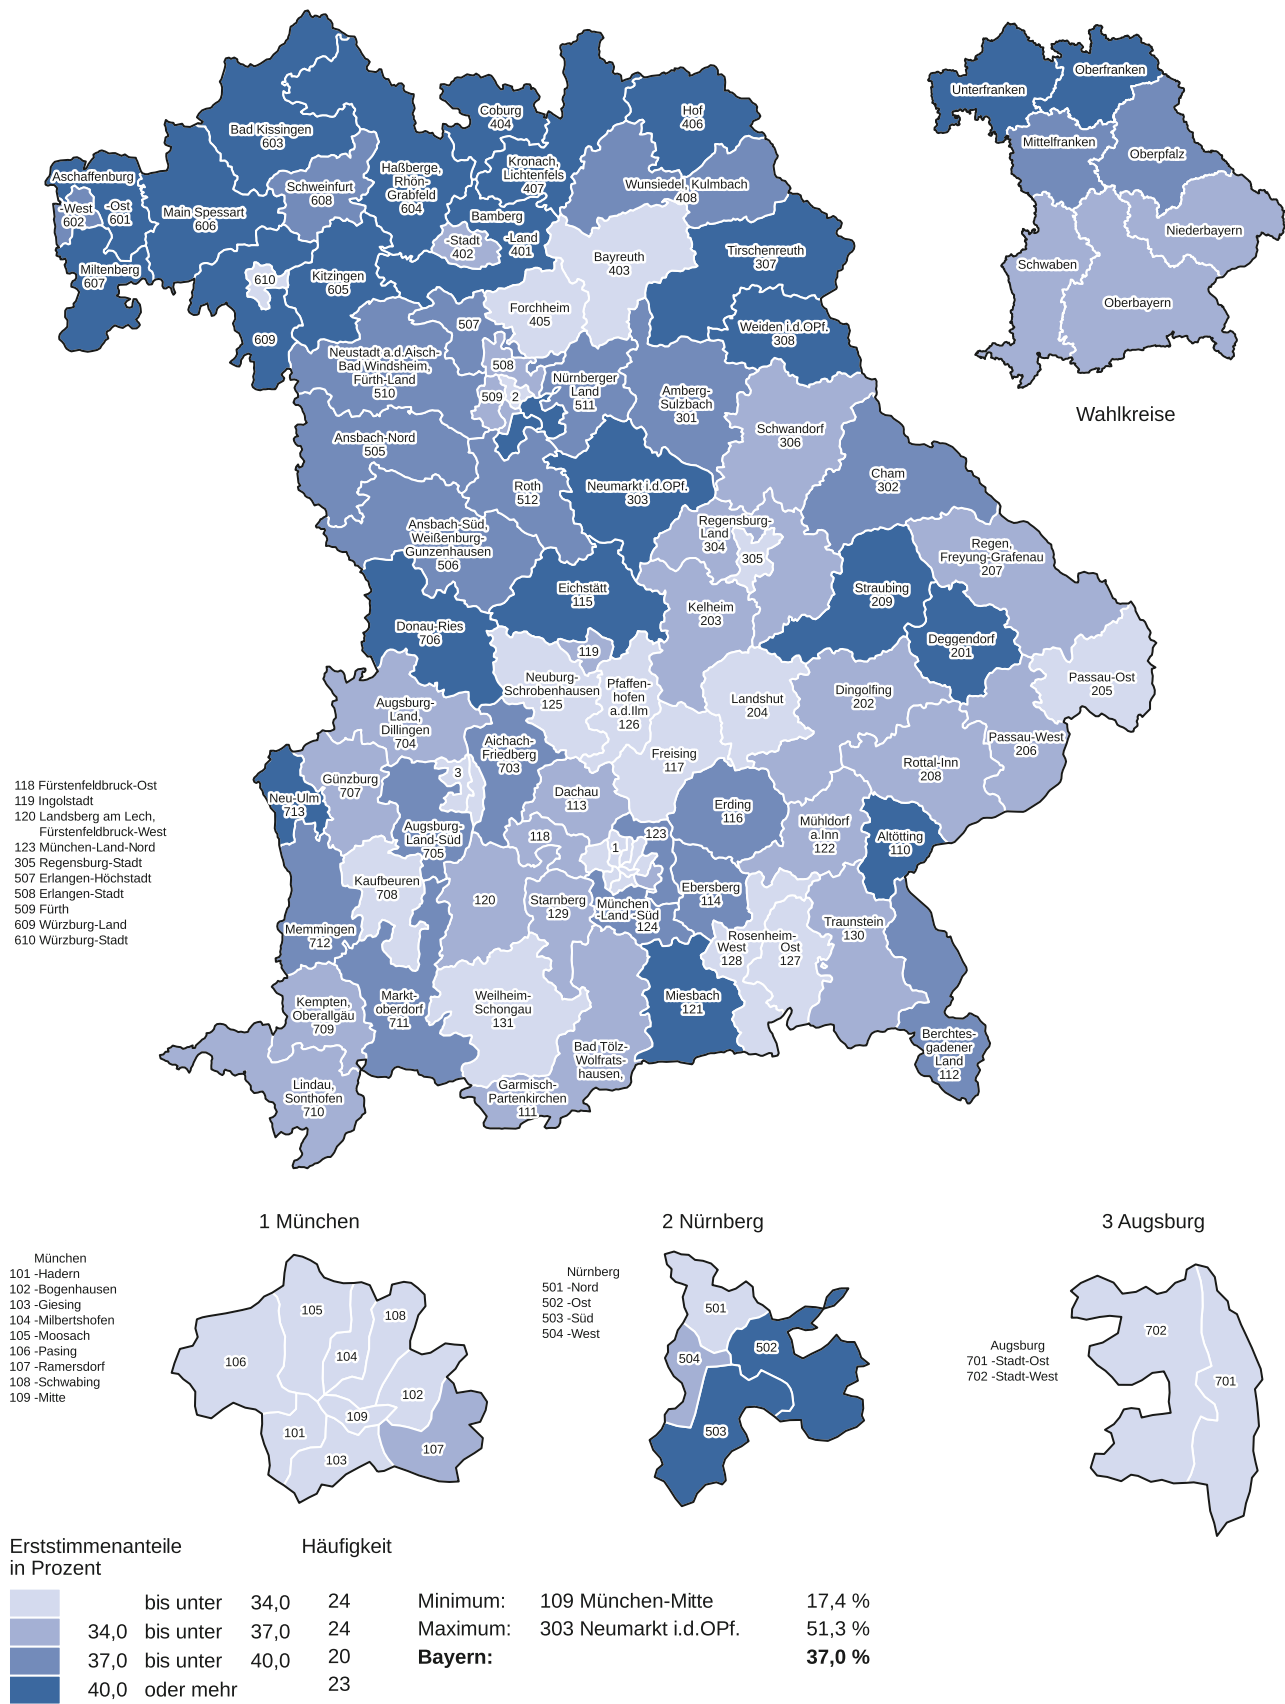 Coburg
404
Hof
406
Bad Kissingen
603
Kronach,
Lichtenfels
407
Haßberge,
Rhön-
Grabfeld
604
Aschaffenburg
-West
602
-Ost
601
Schweinfurt
608
Wunsiedel, Kulmbach
408
Main Spessart
606
Bamberg
-Stadt
402
-Land
401
Tirschenreuth
307
Bayreuth
403
Miltenberg
607
610
Kitzingen
605
Forchheim
405
507
Weiden i.d.OPf.
308
609
Neustadt a.d.Aisch-
Bad Windsheim,
Fürth-Land
510
508
509
2
Nürnberger
Land
511
Amberg-
Sulzbach
301
Schwandorf
306
Ansbach-Nord
505
Roth
512
Neumarkt i.d.OPf.
303
Cham
302
Ansbach-Süd,
Weißenburg-
Gunzenhausen
506
Regensburg-
Land
304
305
Regen,
Freyung-Grafenau
207
Eichstätt
115
Straubing
209
Kelheim
203
Donau-Ries
706
Deggendorf
201
119
Neuburg-
Schrobenhausen
125
Pfaffen-
hofen
a.d.Ilm
126
Landshut
204
Dingolfing
202
Passau-Ost
205
Augsburg-
Land,
Dillingen
704
Aichach-
Friedberg
703
Freising
117
Passau-West
206
Rottal-Inn
208
3
Günzburg
707
Neu-Ulm
713
Dachau
113
Erding
116
Mühldorf
a.Inn
122
Altötting
110
Augsburg-
Land-Süd
705
118
123
1
Kaufbeuren
708
120
Starnberg
129
München
-Land -Süd
124
Ebersberg
114
Memmingen
712
Rosenheim-
West
128
Ost
127
Traunstein
130
Kempten,
Oberallgäu
709
Markt-
oberdorf
711
Weilheim-
Schongau
131
Miesbach
121
Berchtes-
gadener
Land
112
Bad Tölz-
Wolfrats-
hausen,
Garmisch-
Partenkirchen
111
Lindau,
Sonthofen
710
Unterfranken
Oberfranken
Mittelfranken
Oberpfalz
Niederbayern
Schwaben
Oberbayern
Wahlkreise
118 Fürstenfeldbruck-Ost
119 Ingolstadt
120 Landsberg am Lech,
Fürstenfeldbruck-West
123 München-Land-Nord
305 Regensburg-Stadt
507 Erlangen-Höchstadt
508 Erlangen-Stadt
509 Fürth
609 Würzburg-Land
610 Würzburg-Stadt
1 München
München
101 -Hadern
102 -Bogenhausen
103 -Giesing
104 -Milbertshofen
105 -Moosach
106 -Pasing
107 -Ramersdorf
108 -Schwabing
109 -Mitte
105
108
104
106
102
109
101
107
103
2 Nürnberg
Nürnberg
501 -Nord
502 -Ost
503 -Süd
504 -West
501
502
504
503
3 Augsburg
Augsburg
701 -Stadt-Ost
702 -Stadt-West
702
701
Erststimmenanteile
in Prozent
Häufigkeit
bis unter 34,0 24
34,0 bis unter 37,0 24
37,0 bis unter 40,0 20
40,0 oder mehr 23
Minimum: 109 München-Mitte 17,4 %
Maximum: 303 Neumarkt i.d.OPf. 51,3 %
Bayern: 37,0 %